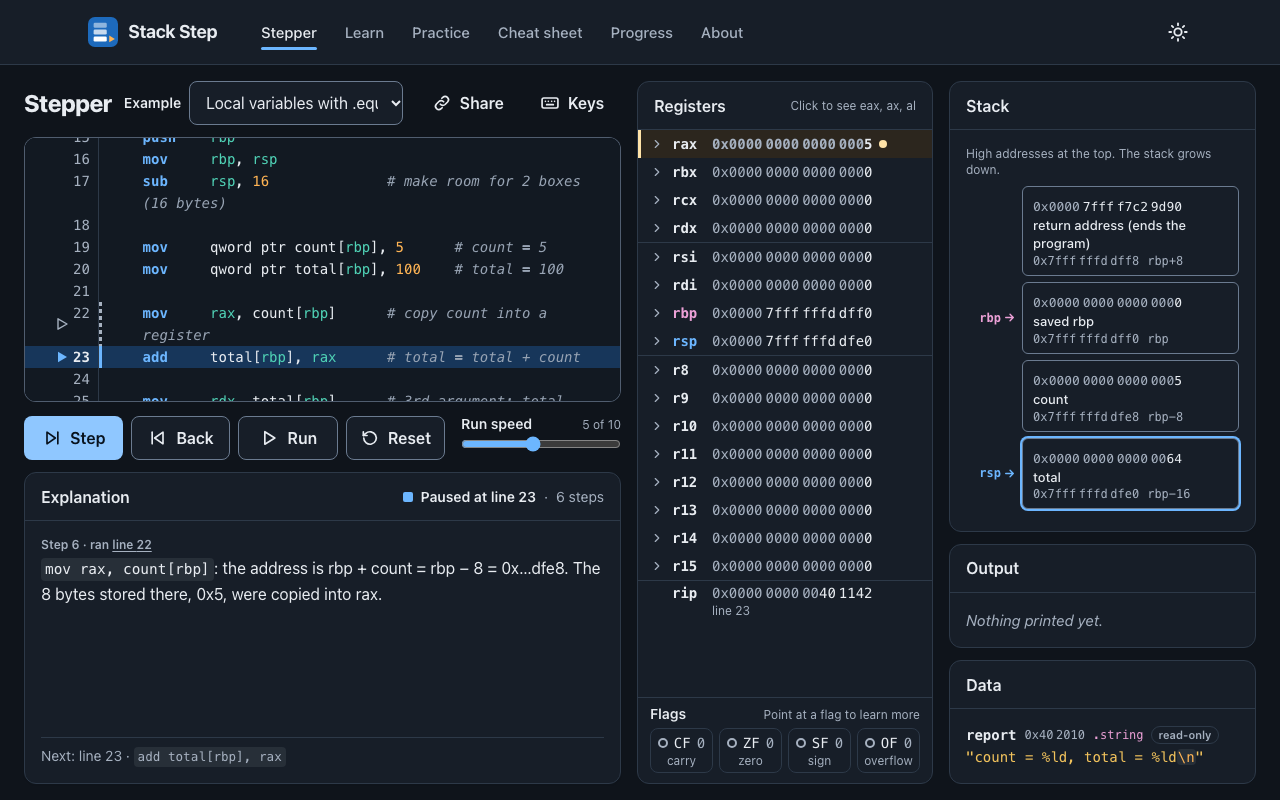 Stack Step
Stepper
Learn
Practice
Cheat sheet
Progress
About
Stepper
Example
Local variables with .equ
Share
Keys
15 push rbp
16 mov rbp, rsp
17 sub rsp, 16 # make room for 2 boxes
(16 bytes)
18
19 mov qword ptr count[rbp], 5 # count = 5
20 mov qword ptr total[rbp], 100 # total = 100
21
22 mov rax, count[rbp] # copy count into a
register
23 add total[rbp], rax # total = total + count
24
25 mov rdx, total[rbp] # 3rd argument: total
Step
Back
Run
Reset
Run speed
5 of 10
Explanation
Paused at line 23 · 6 steps
Step 6 · ran line 22
mov rax, count[rbp]: the address is rbp + count = rbp − 8 = 0x…dfe8. The
8 bytes stored there, 0x5, were copied into rax.
Next: line 23 · add total[rbp], rax
Registers
Click to see eax, ax, al
rax 0x0000 0000 0000 0005
rbx 0x0000 0000 0000 0000
rcx 0x0000 0000 0000 0000
rdx 0x0000 0000 0000 0000
rsi 0x0000 0000 0000 0000
rdi 0x0000 0000 0000 0000
rbp 0x0000 7fff fffd dff0
rsp 0x0000 7fff fffd dfe0
r8 0x0000 0000 0000 0000
r9 0x0000 0000 0000 0000
r10 0x0000 0000 0000 0000
r11 0x0000 0000 0000 0000
r12 0x0000 0000 0000 0000
r13 0x0000 0000 0000 0000
r14 0x0000 0000 0000 0000
r15 0x0000 0000 0000 0000
rip 0x0000 0000 0040 1142
line 23
Flags
Point at a flag to learn more
CF 0
carry
ZF 0
zero
SF 0
sign
OF 0
overflow
Stack
High addresses at the top. The stack grows
down.
0x0000 7fff f7c2 9d90
return address (ends the
program)
0x7fff fffd dff8 rbp+8
rbp →
0x0000 0000 0000 0000
saved rbp
0x7fff fffd dff0 rbp
0x0000 0000 0000 0005
count
0x7fff fffd dfe8 rbp−8
rsp →
0x0000 0000 0000 0064
total
0x7fff fffd dfe0 rbp−16
Output
Nothing printed yet.
Data
report 0x40 2010 .string read-only
"count = %ld, total = %ld\n"